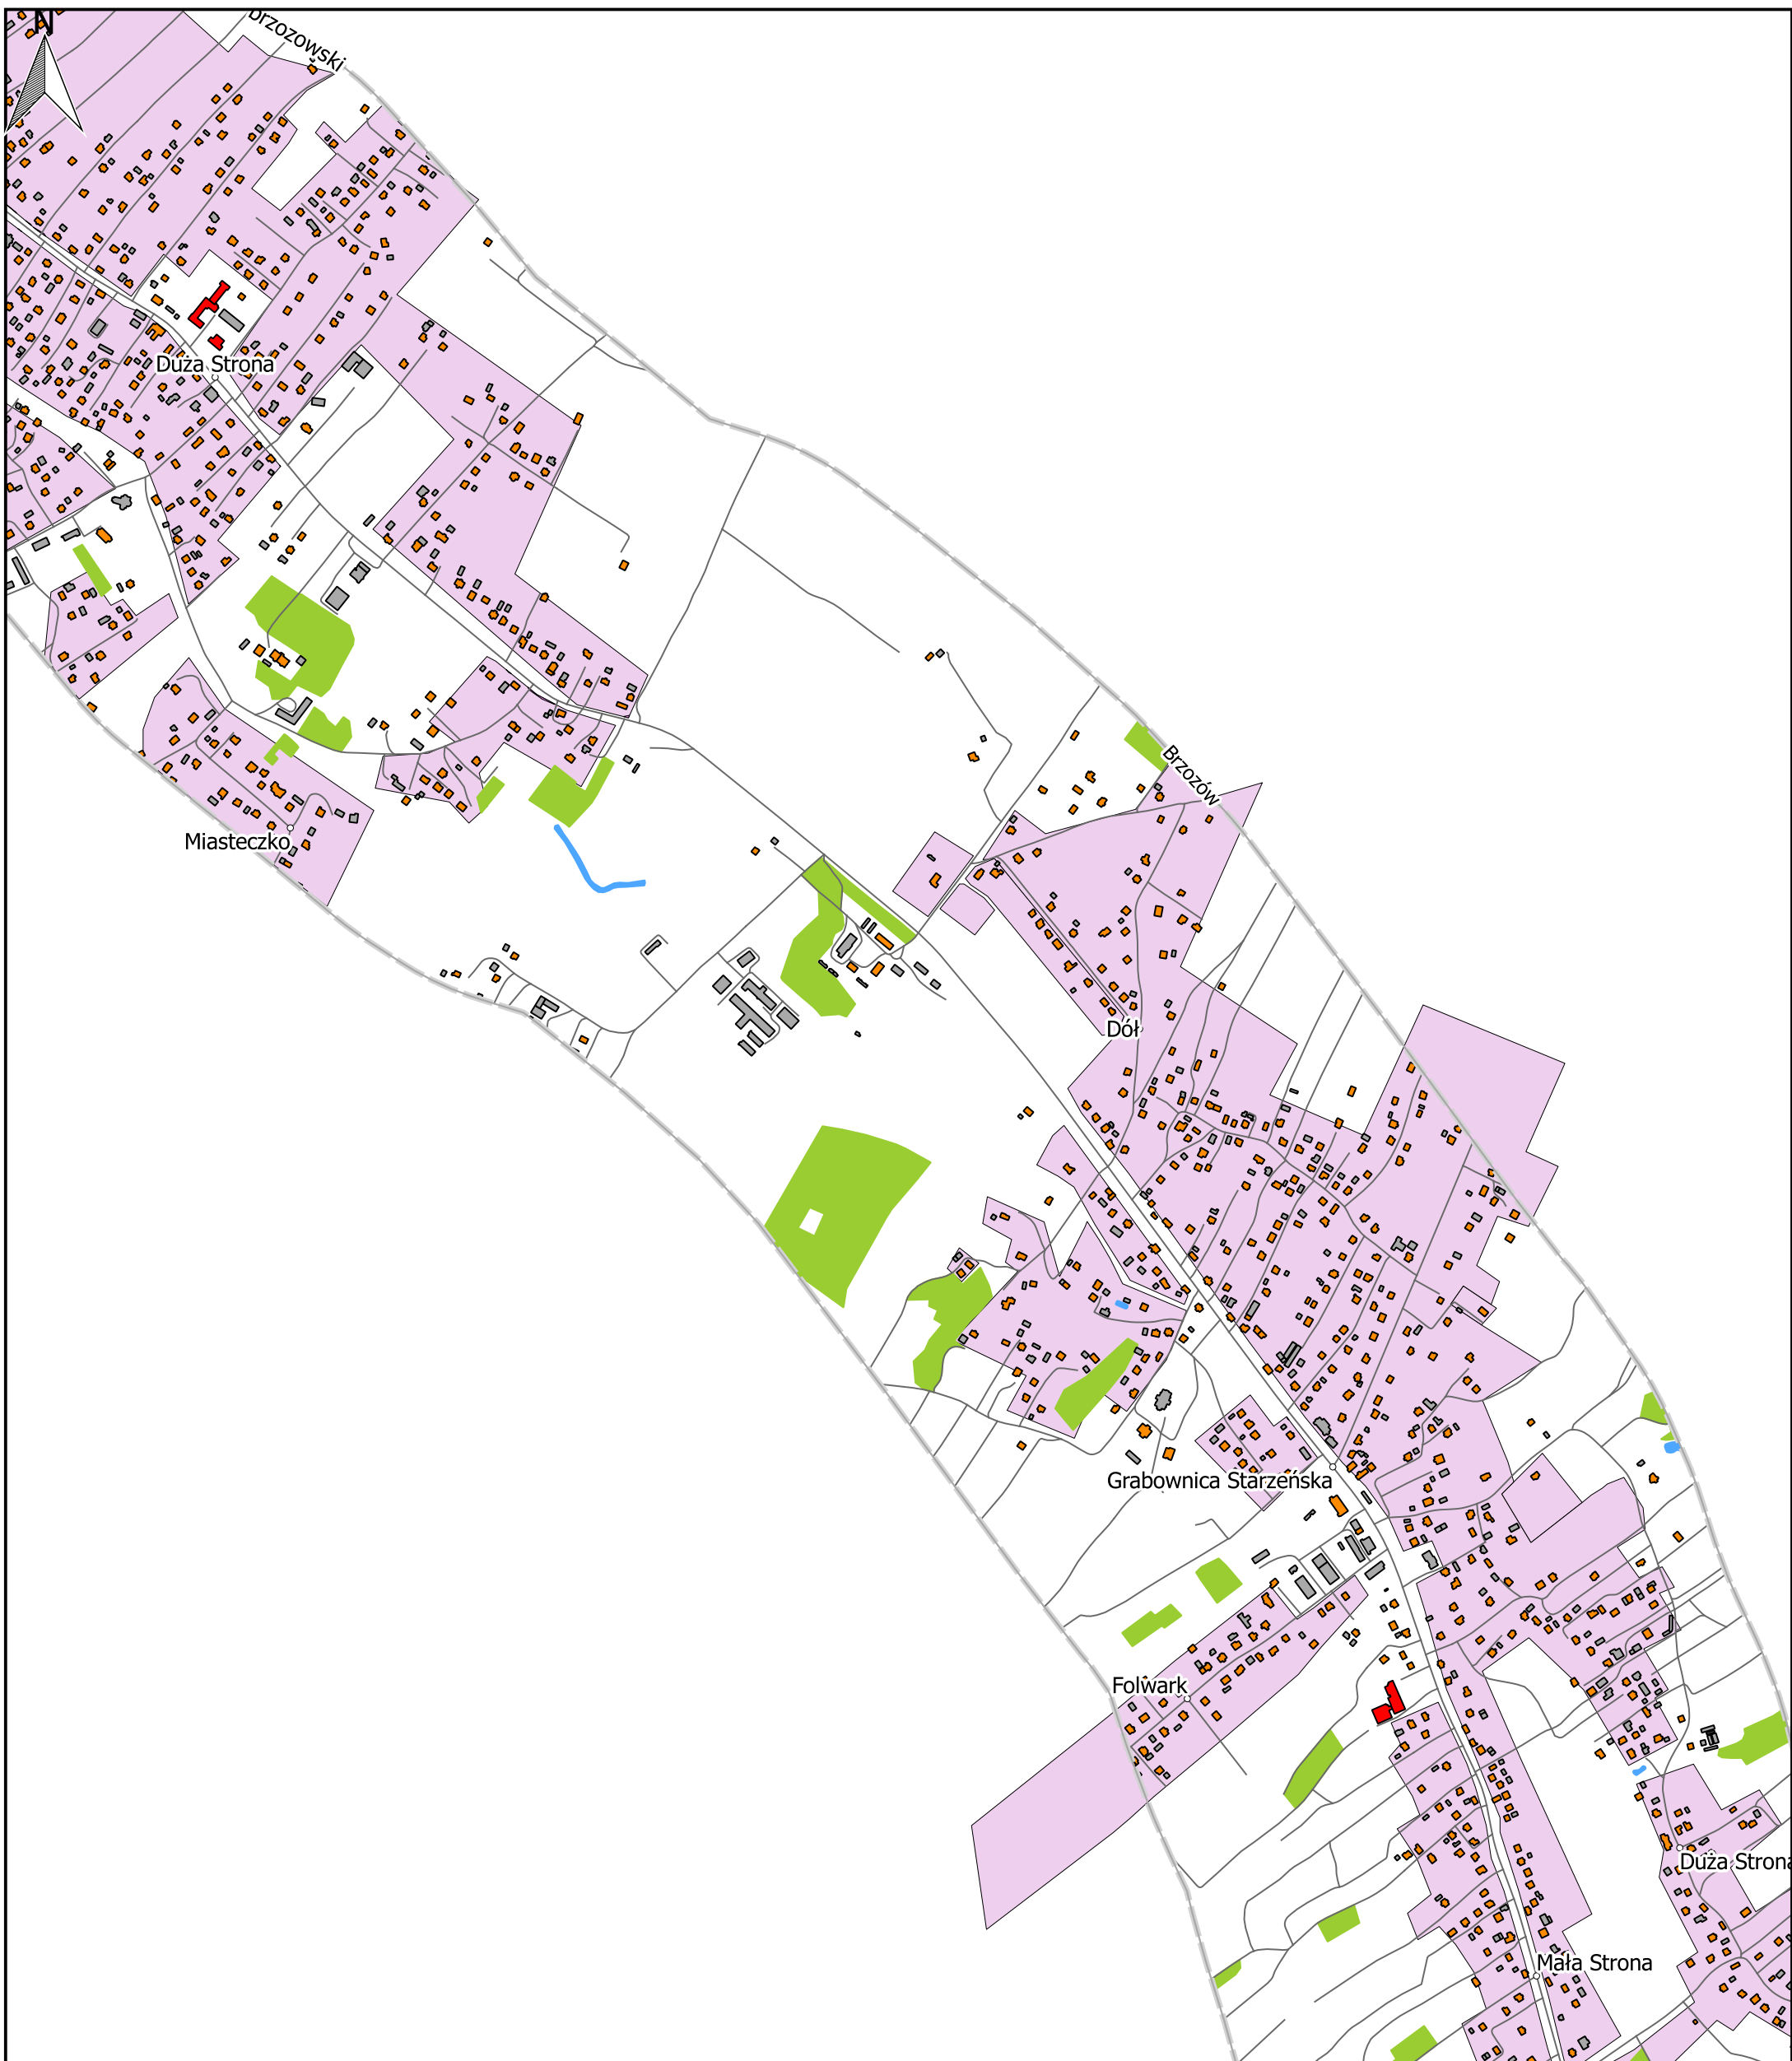 N
brzozowski
Duża Strona
Brzozów
Miasteczko
Dół
Grabownica Starzeńska
Folwark
Duża Strona
Mała Strona